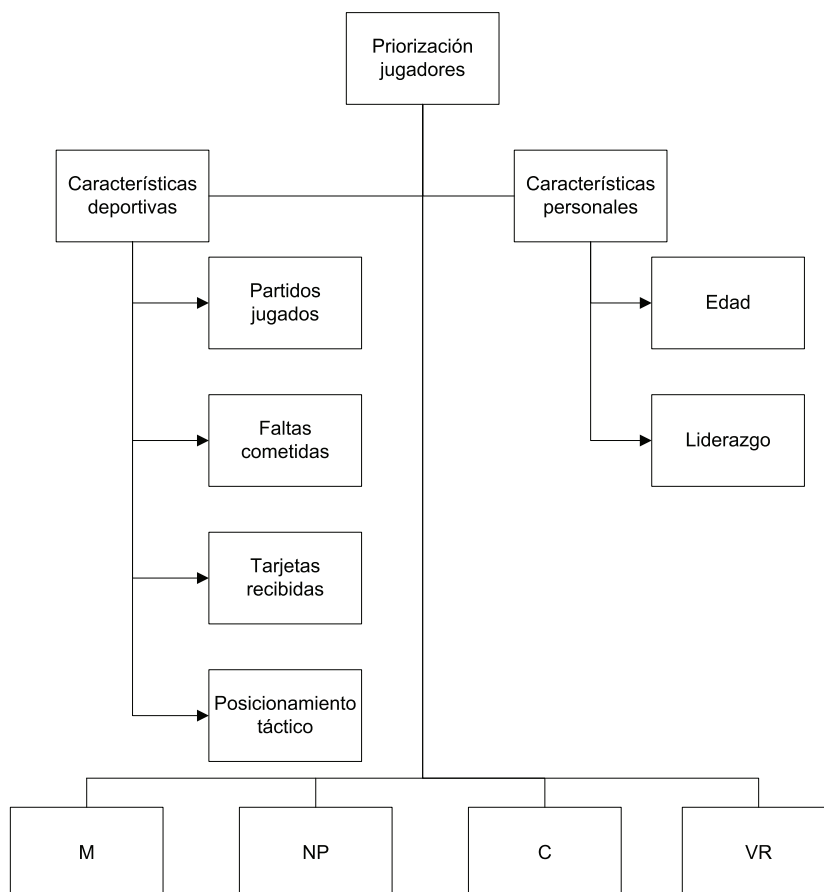 Priorización
jugadores
Características
deportivas
Características
personales
Partidos
jugados
Edad
Faltas
cometidas
Liderazgo
Tarjetas
recibidas
Posicionamiento
táctico
M
NP
C
VR